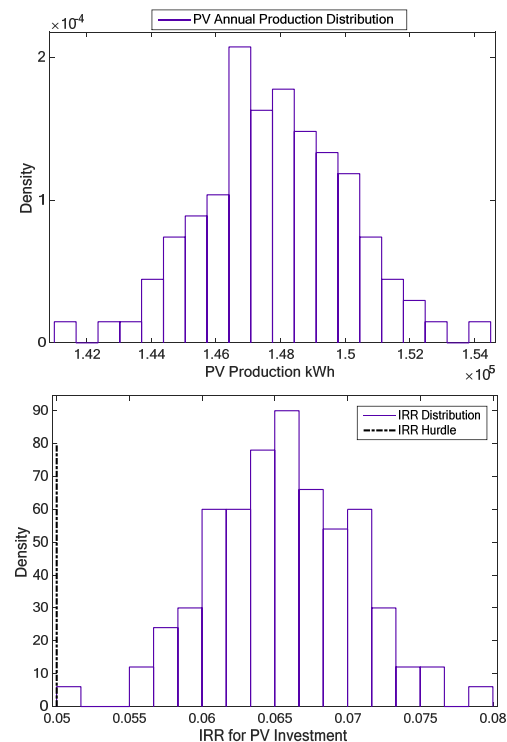 ×10⁻⁴
PV Annual Production Distribution
2
1
0
Density
1.42 1.44 1.46 1.48 1.5 1.52 1.54
PV Production kWh
×10⁵
IRR Distribution
IRR Hurdle
90
80
70
60
50
40
30
20
10
0
Density
0.05 0.055 0.06 0.065 0.07 0.075 0.08
IRR for PV Investment